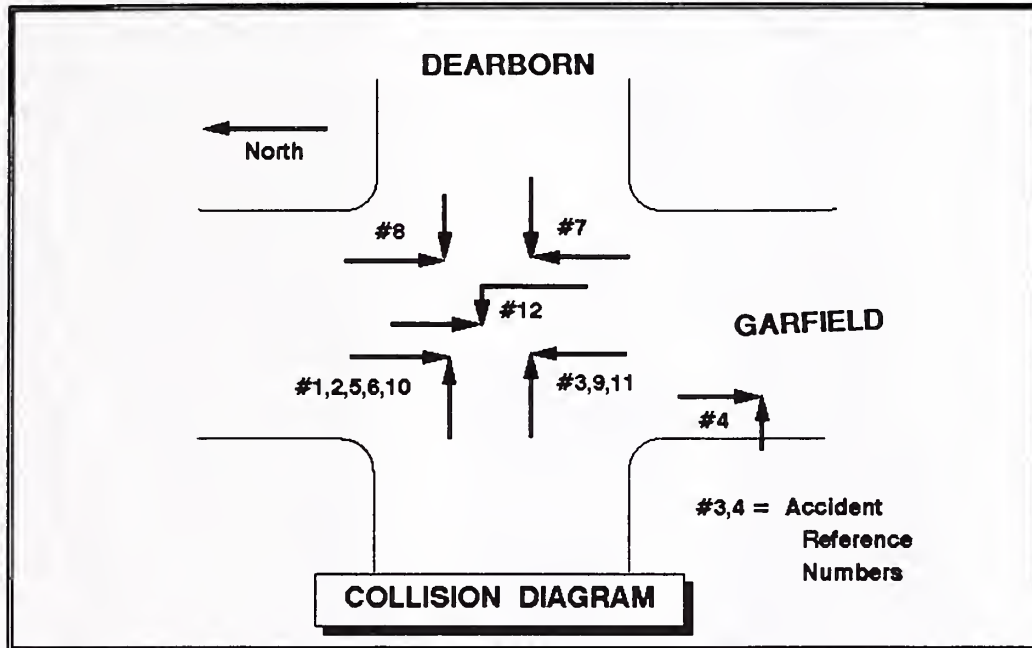 DEARBORN
North
#8
#7
#12
GARFIELD
#1,2,5,6,10
#3,9,11
#4
#3,4 = Accident
Reference
Numbers
COLLISION DIAGRAM